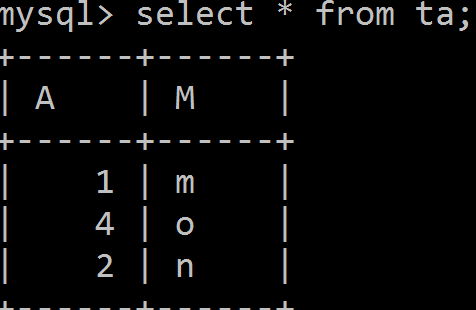 mysql> select * from ta;
+------+------+
| A    | M    |
+------+------+
|    1 | m    |
|    4 | o    |
|    2 | n    |
+------+------+